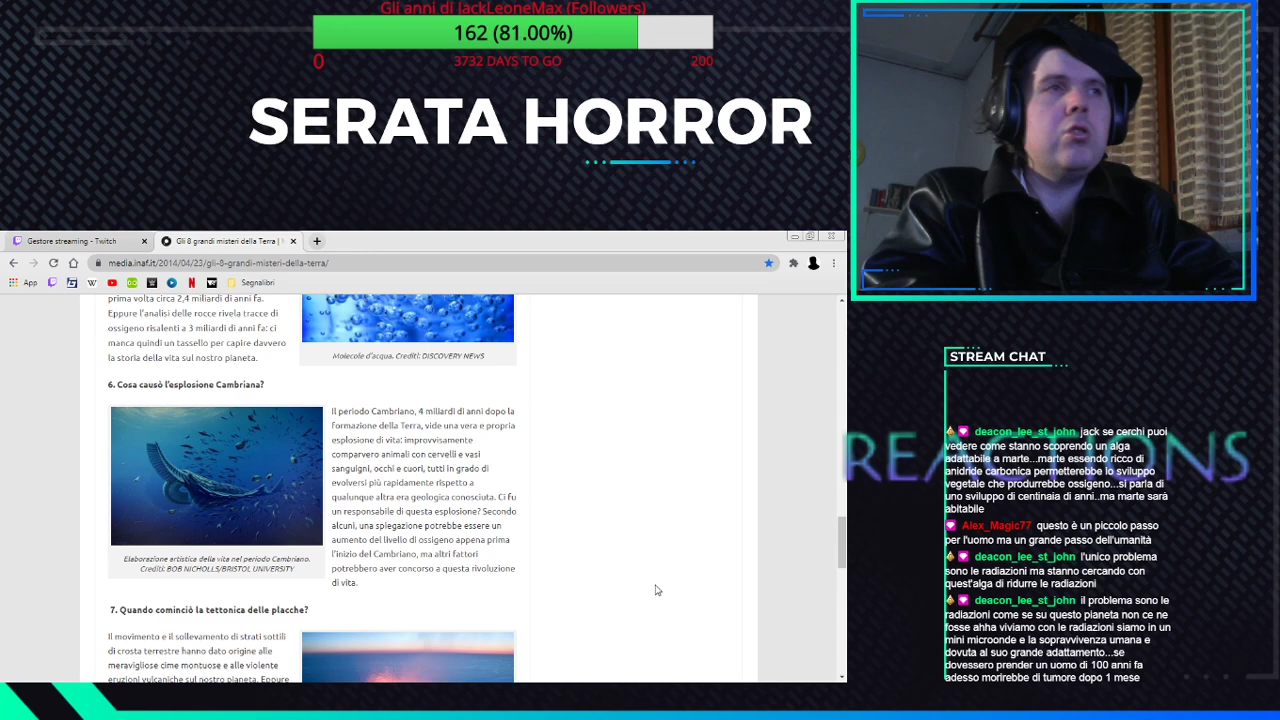 Gli anni di JackLeoneMax (Followers)
162 (81.00%)
0
3732 DAYS TO GO
200
SERATA HORROR
Gestore streaming - Twitch
Gli 8 grandi misteri della Terra |
media.inaf.it/2014/04/23/gli-8-grandi-misteri-della-terra/
App
Segnalibri
prima volta circa 2,4 miliardi di anni fa.
Eppure l'analisi delle rocce rivela tracce di
ossigeno risalenti a 3 miliardi di anni fa: ci
manca quindi un tassello per capire davvero
la storia della vita sul nostro pianeta.
Molecole d'acqua. Crediti: DISCOVERY NEWS
6. Cosa causò l'esplosione Cambriana?
Il periodo Cambriano, 4 miliardi di anni dopo la
formazione della Terra, vide una vera e propria
esplosione di vita: improvvisamente
comparvero animali con cervelli e vasi
sanguigni, occhi e cuori, tutti in grado di
evolversi più rapidamente rispetto a
qualunque altra era geologica conosciuta. Ci fu
un responsabile di questa esplosione? Secondo
alcuni, una spiegazione potrebbe essere un
aumento del livello di ossigeno appena prima
l'inizio del Cambriano, ma altri fattori
potrebbero aver concorso a questa rivoluzione
di vita.
Elaborazione artistica della vita nel periodo Cambriano.
Crediti: BOB NICHOLLS/BRISTOL UNIVERSITY
7. Quando cominciò la tettonica delle placche?
Il movimento e il sollevamento di strati sottili
di crosta terrestre hanno dato origine alle
meravigliose cime montuose e alle violente
eruzioni vulcaniche sul nostro pianeta. Eppure
STREAM CHAT
REACTIONS
deacon_lee_st_john jack se cerchi puoi
vedere come stanno scoprendo un alga
adattabile a marte...marte essendo ricco di
anidride carbonica permetterebbe lo sviluppo
vegetale che produrrebbe ossigeno...si parla di
uno sviluppo di centinaia di anni..ma marte sarà
abitabile
Alex_Magic77 questo è un piccolo passo
per l'uomo ma un grande passo dell'umanità
deacon_lee_st_john l'unico problema
sono le radiazioni ma stanno cercando con
quest'alga di ridurre le radiazioni
deacon_lee_st_john il problema sono le
radiazioni come se su questo pianeta non ce ne
fosse ahha viviamo con le radiazioni siamo in un
mini microonde e la sopravvivenza umana e
dovuta al suo grande adattamento...se
dovessero prender un uomo di 100 anni fa
adesso morirebbe di tumore dopo 1 mese